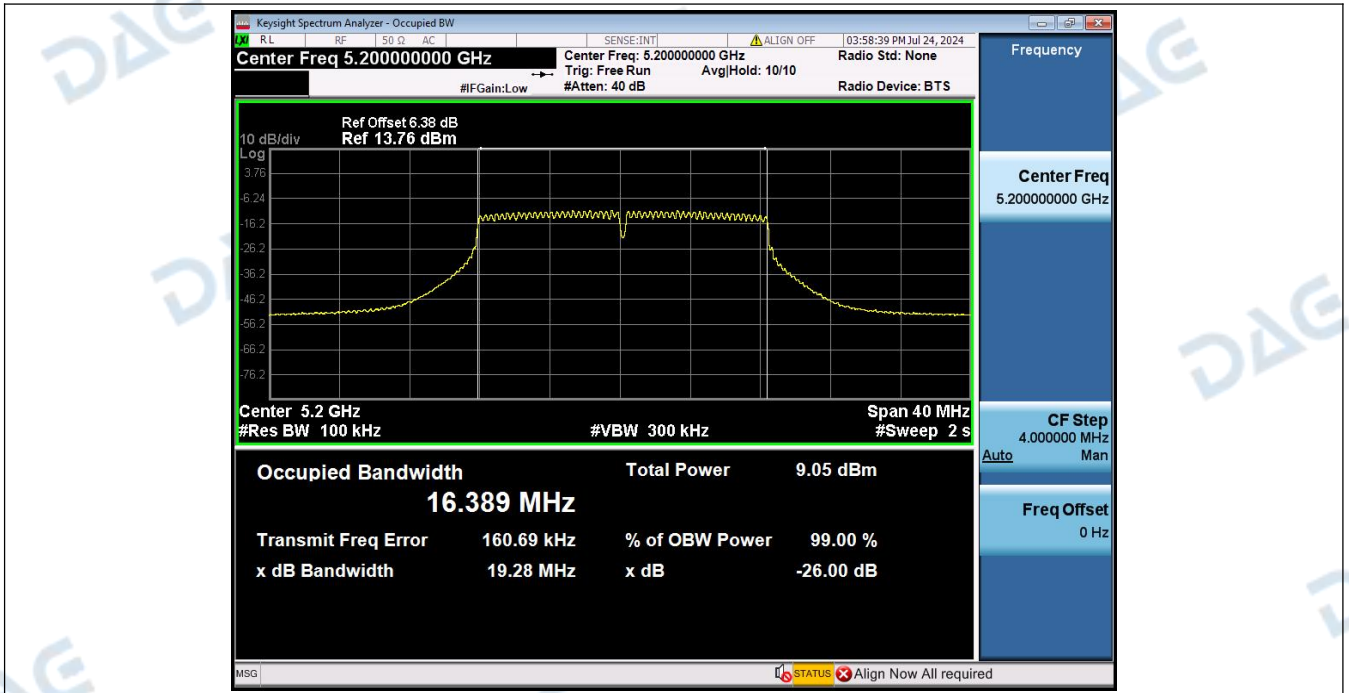 DAG
Keysight Spectrum Analyzer - Occupied BW
LXI RL RF 50 Ω AC SENSE:INT ALIGN OFF 03:58:39 PM Jul 24, 2024
Center Freq 5.200000000 GHz
Center Freq: 5.200000000 GHz Radio Std: None
Trig: Free Run Avg|Hold: 10/10
#IFGain:Low #Atten: 40 dB Radio Device: BTS
Frequency
Ref Offset 6.38 dB
10 dB/div Ref 13.76 dBm
Log
3.76
-6.24
-16.2
-26.2
-36.2
-46.2
-56.2
-66.2
-76.2
Center 5.2 GHz Span 40 MHz
#Res BW 100 kHz #VBW 300 kHz #Sweep 2 s
Center Freq
5.200000000 GHz
CF Step
4.000000 MHz
Auto Man
Freq Offset
0 Hz
Occupied Bandwidth Total Power 9.05 dBm
16.389 MHz
Transmit Freq Error 160.69 kHz % of OBW Power 99.00 %
x dB Bandwidth 19.28 MHz x dB -26.00 dB
MSG STATUS Align Now All required
DAG